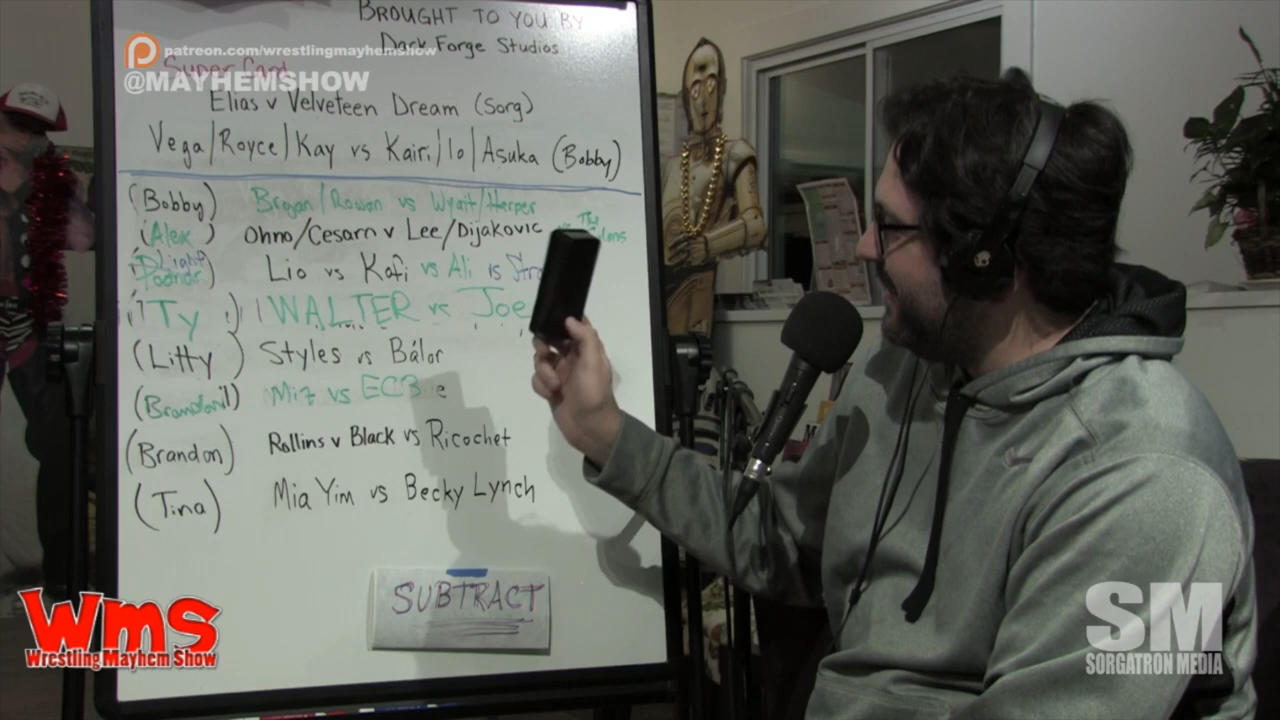 BROUGHT TO YOU BY
Dark Forge Studios
patreon.com/wrestlingmayhemshow
Super Card
@MAYHEMSHOW
Elias v Velveteen Dream (Sorg)
Vega/Royce/Kay vs Kairi/Io/Asuka (Bobby)
(Bobby) Bryan/Rowan vs Wyatt/Harper
(Alex) Ohno/Cesaro v Lee/Dijakovic The
Lio vs Kofi vs Ali vs
(Ty) WALTER vs Joe
(Litty) Styles vs Bálor
Miz vs EC3
(Brandon) Rollins v Black vs Ricochet
(Tina) Mia Yim vs Becky Lynch
SUBTRACT
wms
Wrestling Mayhem Show
SM
SORGATRON MEDIA